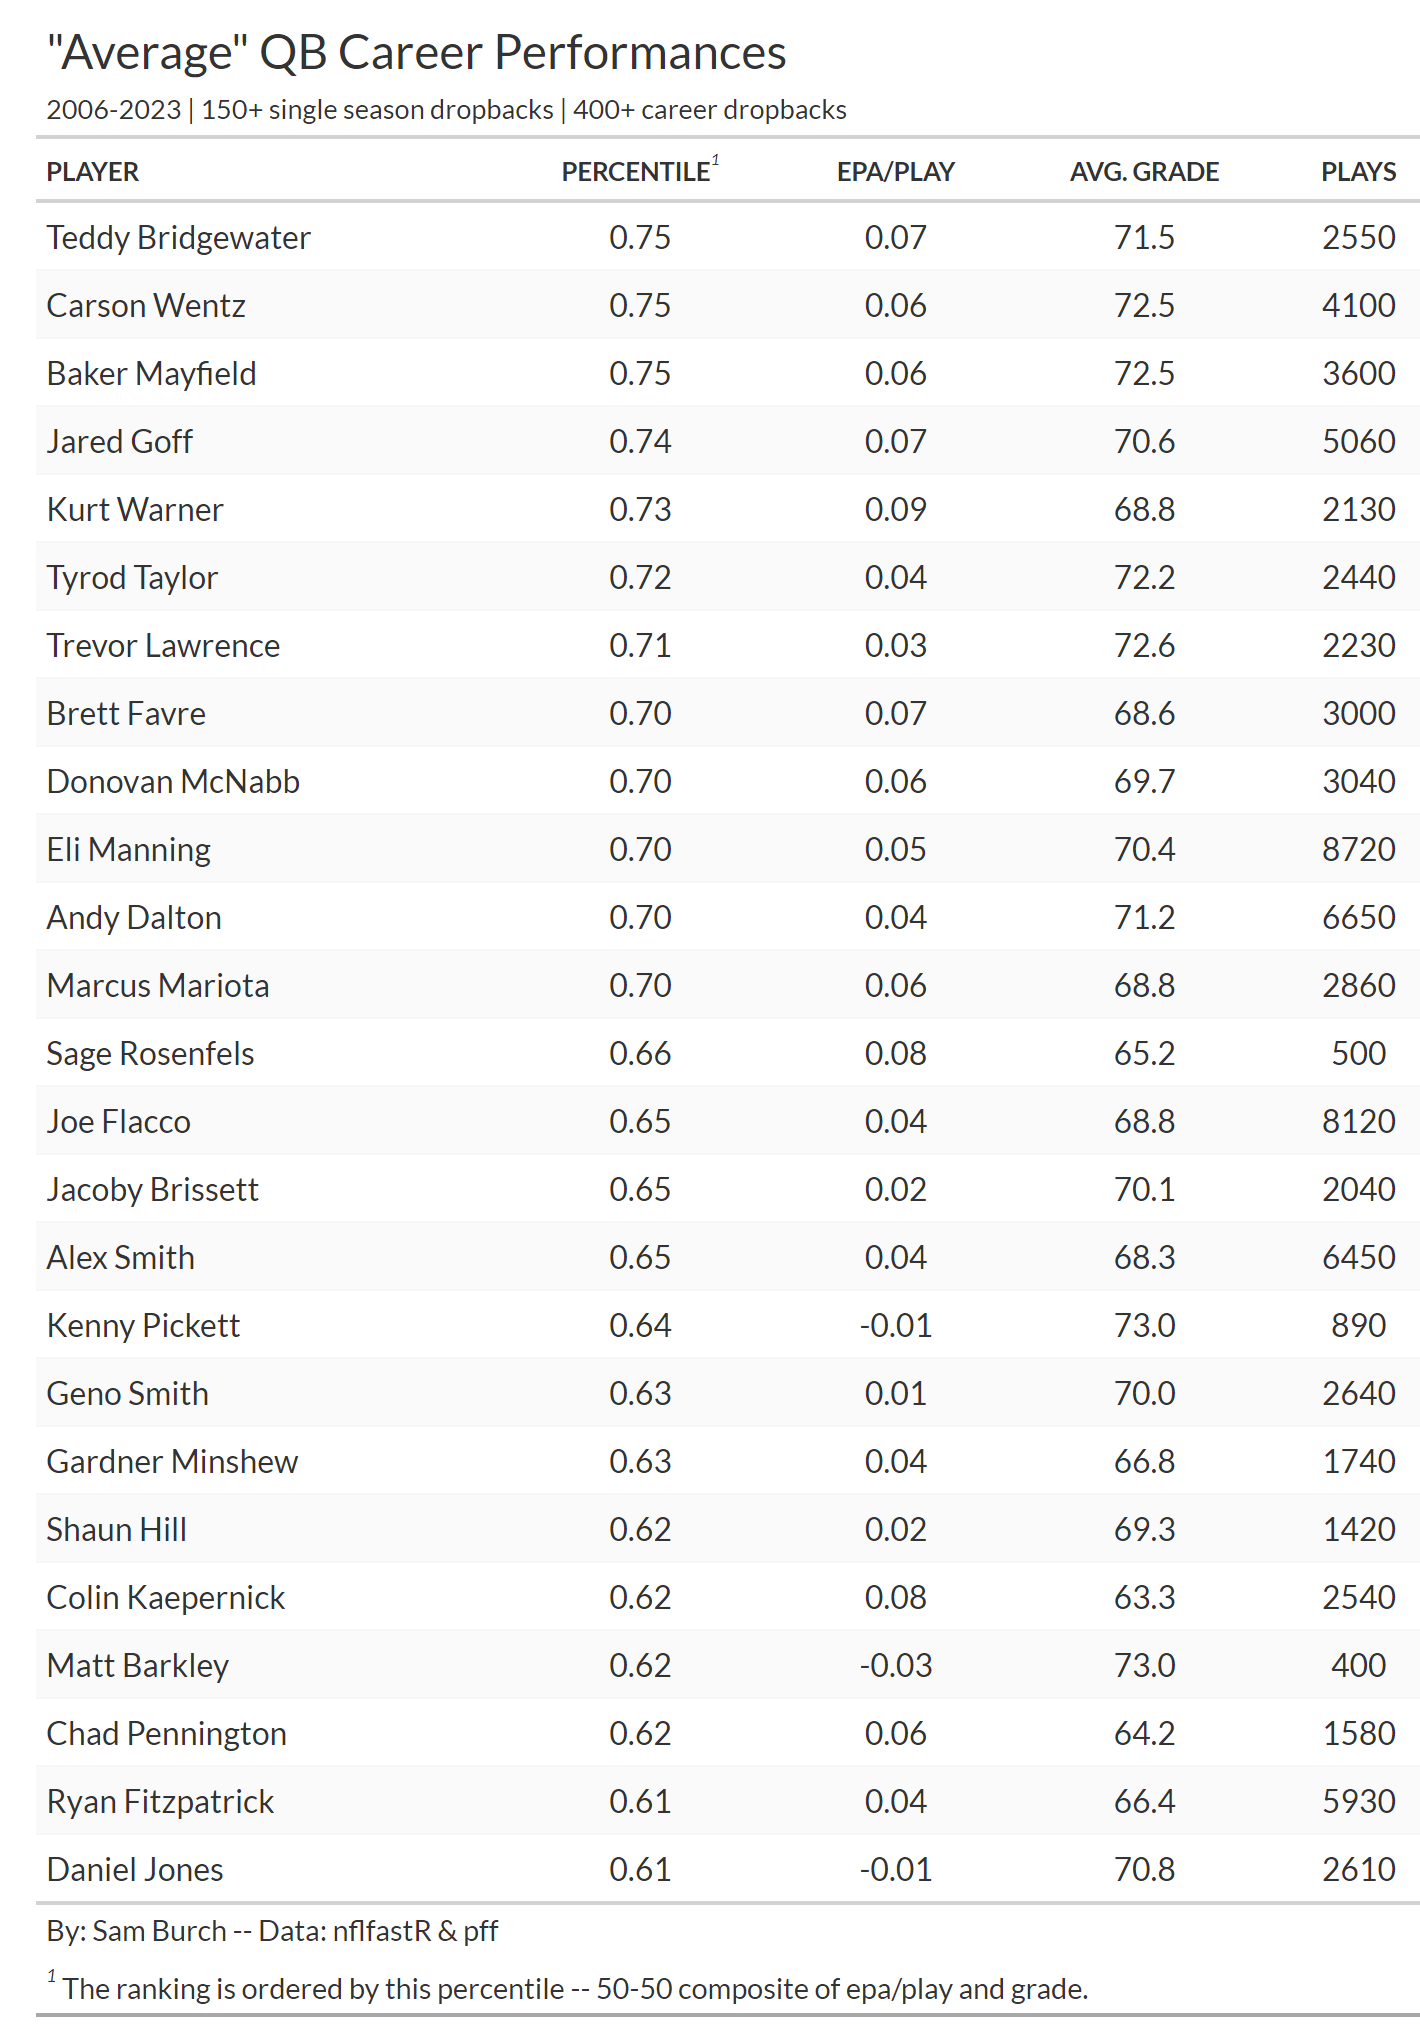 "Average" QB Career Performances
2006-2023 | 150+ single season dropbacks | 400+ career dropbacks
PLAYER PERCENTILE1 EPA/PLAY AVG. GRADE PLAYS
Teddy Bridgewater 0.75 0.07 71.5 2550
Carson Wentz 0.75 0.06 72.5 4100
Baker Mayfield 0.75 0.06 72.5 3600
Jared Goff 0.74 0.07 70.6 5060
Kurt Warner 0.73 0.09 68.8 2130
Tyrod Taylor 0.72 0.04 72.2 2440
Trevor Lawrence 0.71 0.03 72.6 2230
Brett Favre 0.70 0.07 68.6 3000
Donovan McNabb 0.70 0.06 69.7 3040
Eli Manning 0.70 0.05 70.4 8720
Andy Dalton 0.70 0.04 71.2 6650
Marcus Mariota 0.70 0.06 68.8 2860
Sage Rosenfels 0.66 0.08 65.2 500
Joe Flacco 0.65 0.04 68.8 8120
Jacoby Brissett 0.65 0.02 70.1 2040
Alex Smith 0.65 0.04 68.3 6450
Kenny Pickett 0.64 -0.01 73.0 890
Geno Smith 0.63 0.01 70.0 2640
Gardner Minshew 0.63 0.04 66.8 1740
Shaun Hill 0.62 0.02 69.3 1420
Colin Kaepernick 0.62 0.08 63.3 2540
Matt Barkley 0.62 -0.03 73.0 400
Chad Pennington 0.62 0.06 64.2 1580
Ryan Fitzpatrick 0.61 0.04 66.4 5930
Daniel Jones 0.61 -0.01 70.8 2610
By: Sam Burch -- Data: nflfastR & pff
1 The ranking is ordered by this percentile -- 50-50 composite of epa/play and grade.